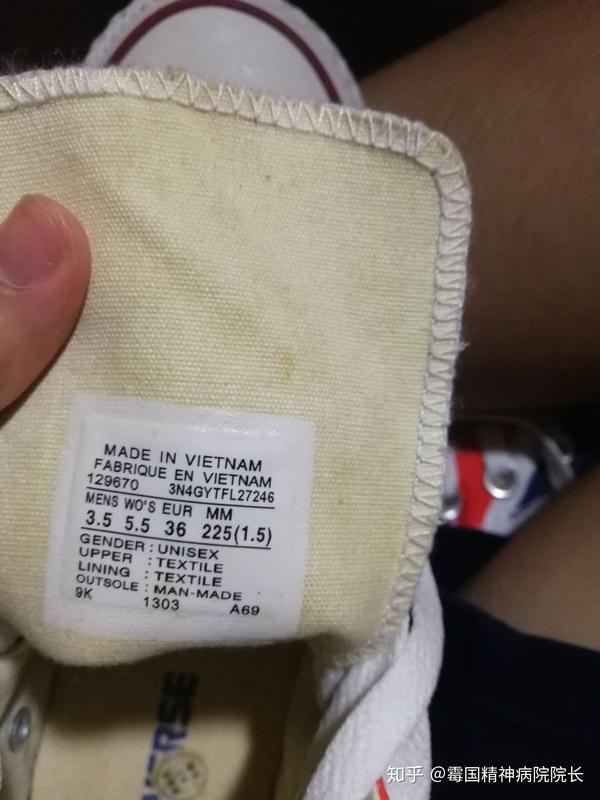 MADE IN VIETNAM
FABRIQUE EN VIETNAM
129670 3N4GYTFL27246
MENS WO'S EUR MM
3.5 5.5 36 225(1.5)
GENDER : UNISEX
UPPER : TEXTILE
LINING : TEXTILE
OUTSOLE : MAN-MADE
9K 1303 A69
知乎 @霉国精神病院院长